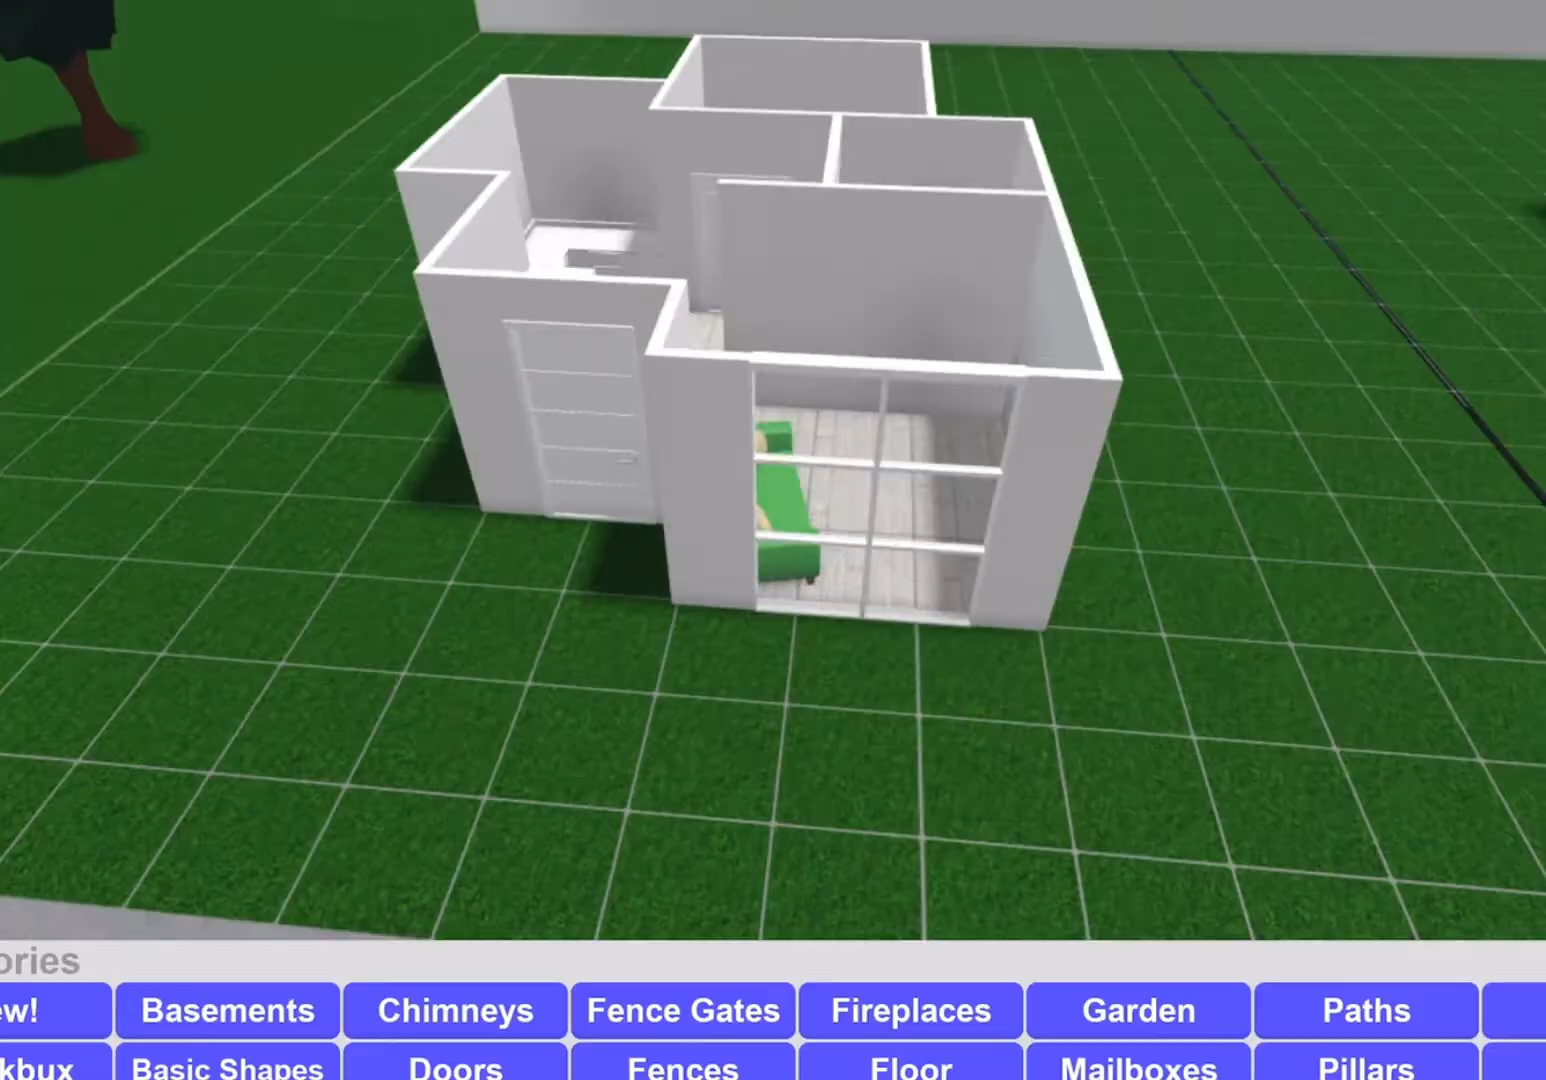 ories
ew!
Basements
Chimneys
Fence Gates
Fireplaces
Garden
Paths
kbux
Basic Shapes
Doors
Fences
Floor
Mailboxes
Pillars